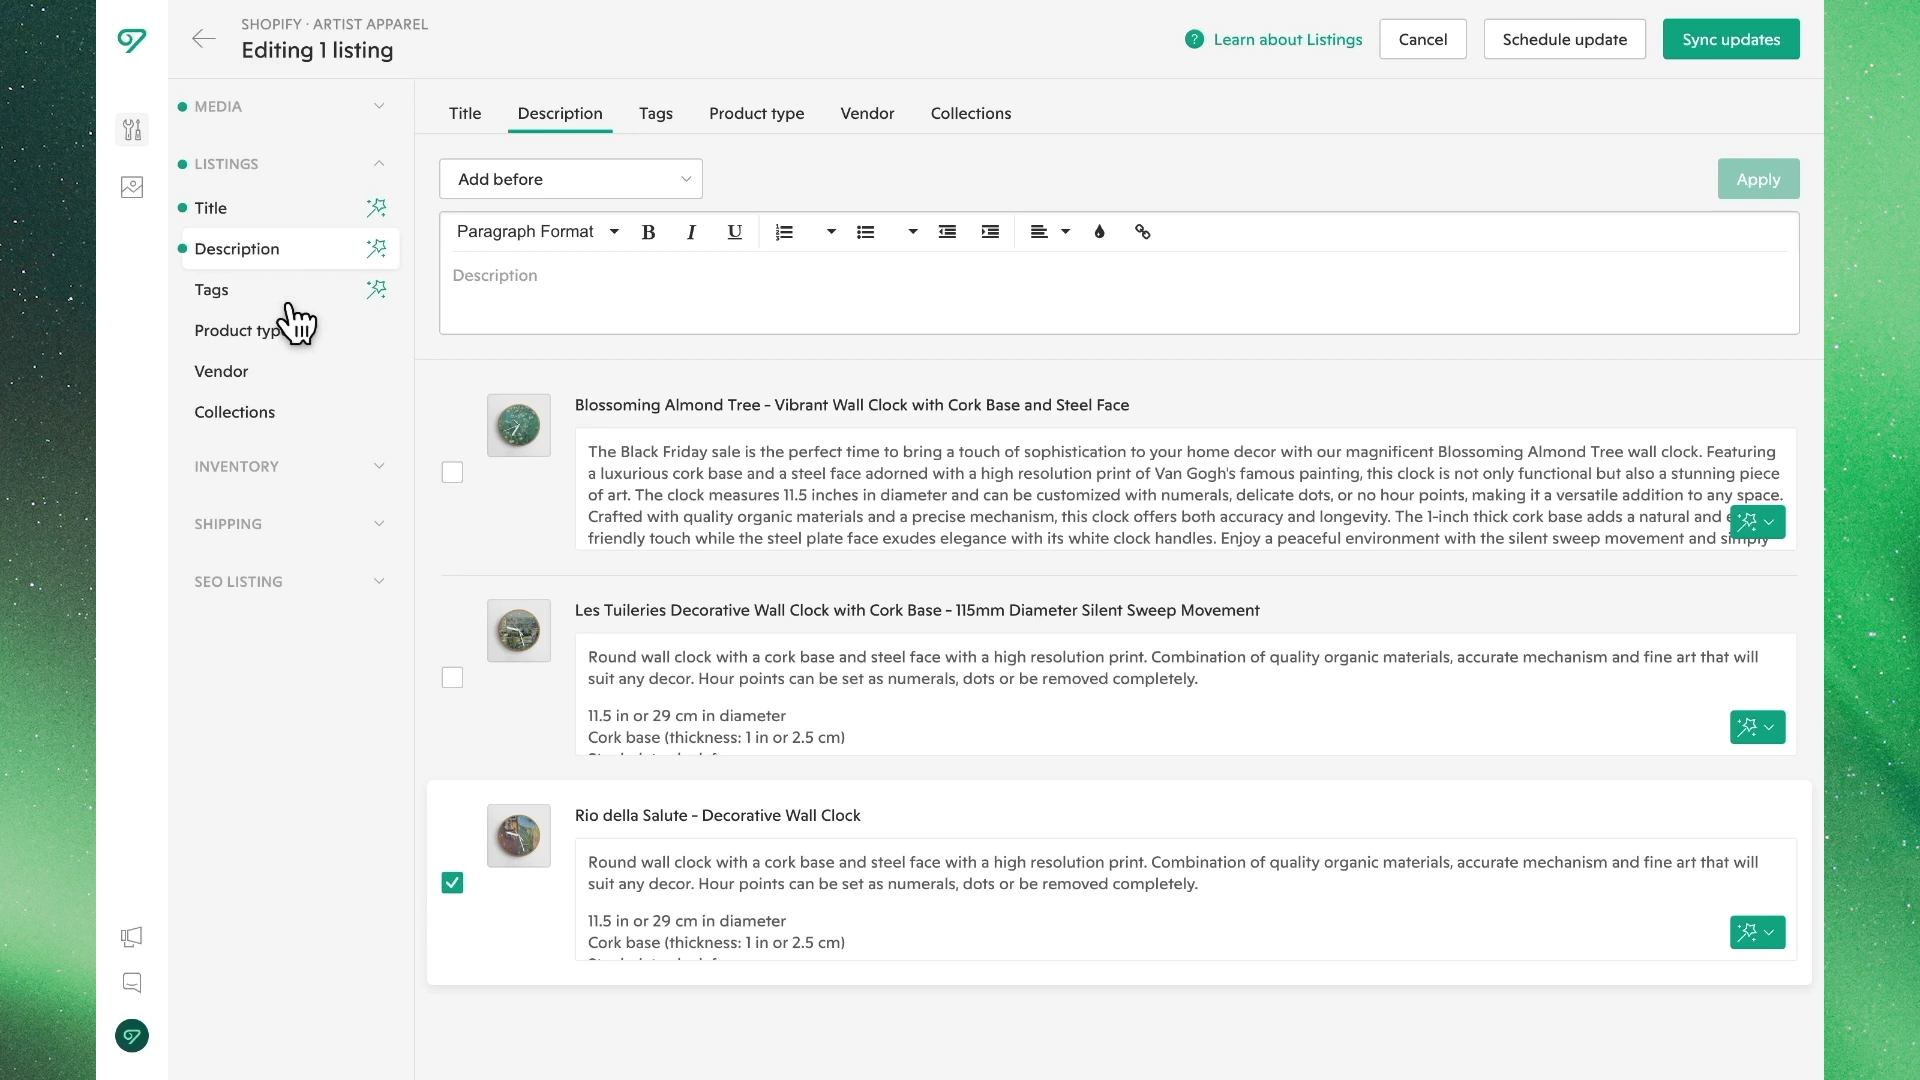 SHOPIFY · ARTIST APPAREL
Editing 1 listing
? Learn about Listings
Cancel
Schedule update
Sync updates
MEDIA
LISTINGS
Title
Description
Tags
Product typ
Vendor
Collections
INVENTORY
SHIPPING
SEO LISTING
Title
Description
Tags
Product type
Vendor
Collections
Add before
Apply
Paragraph Format
B
I
U
Description
Blossoming Almond Tree - Vibrant Wall Clock with Cork Base and Steel Face
The Black Friday sale is the perfect time to bring a touch of sophistication to your home decor with our magnificent Blossoming Almond Tree wall clock. Featuring
a luxurious cork base and a steel face adorned with a high resolution print of Van Gogh's famous painting, this clock is not only functional but also a stunning piece
of art. The clock measures 11.5 inches in diameter and can be customized with numerals, delicate dots, or no hour points, making it a versatile addition to any space.
Crafted with quality organic materials and a precise mechanism, this clock offers both accuracy and longevity. The 1-inch thick cork base adds a natural and
friendly touch while the steel plate face exudes elegance with its white clock handles. Enjoy a peaceful environment with the silent sweep movement and simply
Les Tuileries Decorative Wall Clock with Cork Base - 115mm Diameter Silent Sweep Movement
Round wall clock with a cork base and steel face with a high resolution print. Combination of quality organic materials, accurate mechanism and fine art that will
suit any decor. Hour points can be set as numerals, dots or be removed completely.
11.5 in or 29 cm in diameter
Cork base (thickness: 1 in or 2.5 cm)
Rio della Salute - Decorative Wall Clock
Round wall clock with a cork base and steel face with a high resolution print. Combination of quality organic materials, accurate mechanism and fine art that will
suit any decor. Hour points can be set as numerals, dots or be removed completely.
11.5 in or 29 cm in diameter
Cork base (thickness: 1 in or 2.5 cm)